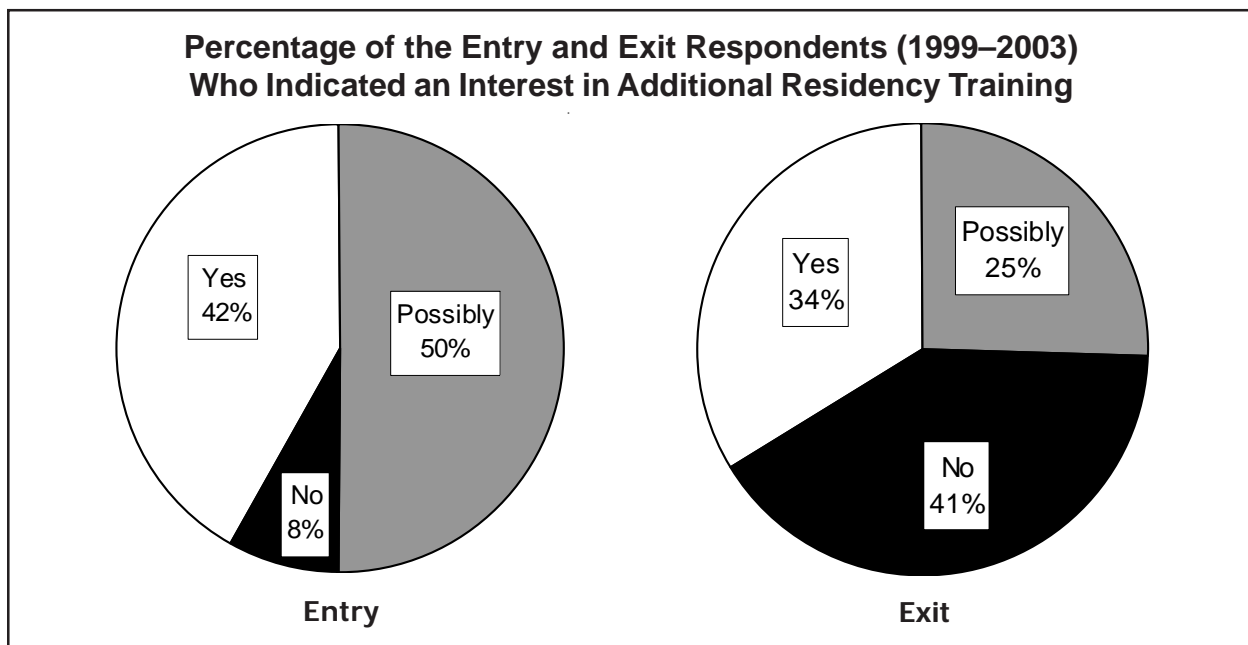 Percentage of the Entry and Exit Respondents (1999–2003)
Who Indicated an Interest in Additional Residency Training
Yes
42%
Possibly
50%
No
8%
Entry
Possibly
25%
Yes
34%
No
41%
Exit